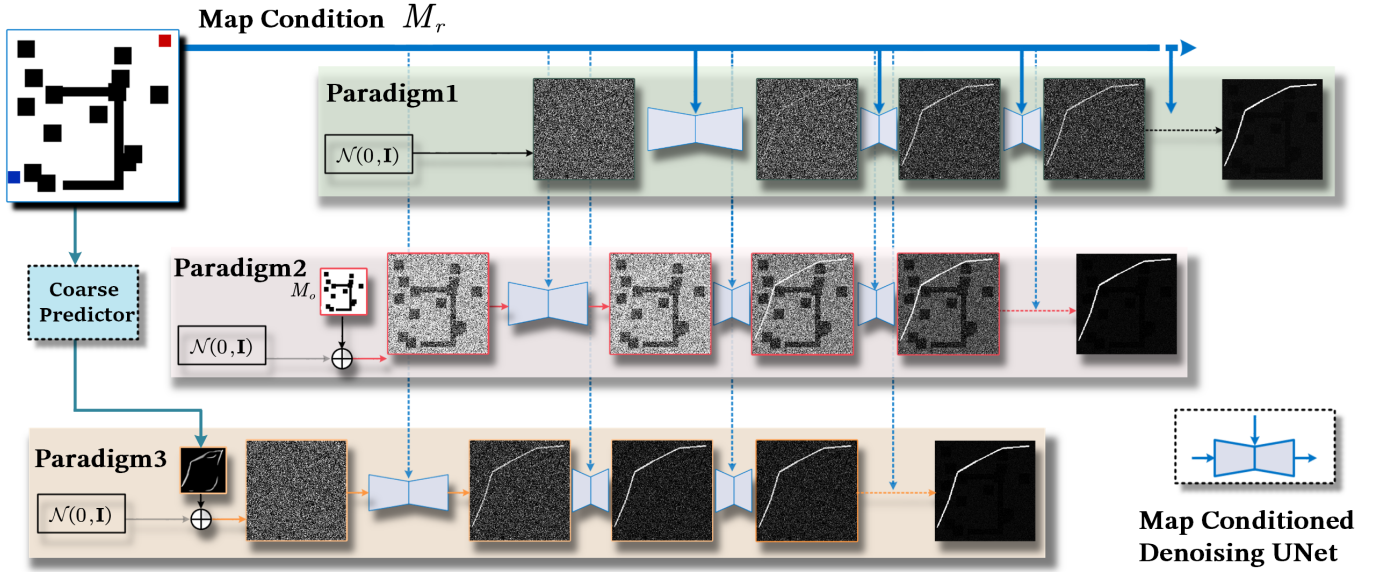 Map Condition M_r
Paradigm1
𝒩(0,I)
Paradigm2
M_o
𝒩(0,I)
Coarse
Predictor
Paradigm3
𝒩(0,I)
Map Conditioned
Denoising UNet